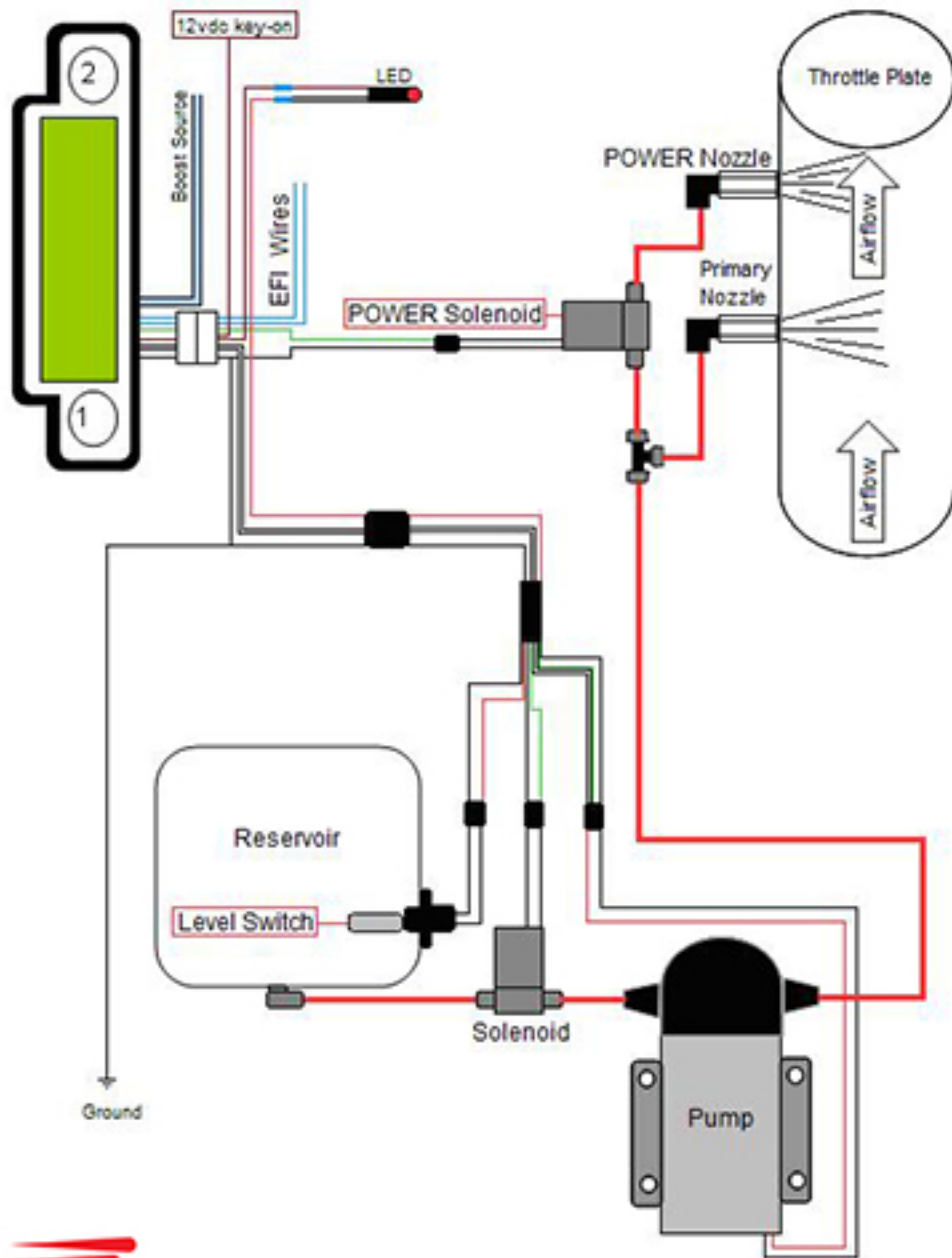 2
12vdc key-on
LED
Throttle Plate
Boost Source
EFI Wires
POWER Nozzle
Airflow
Primary
Nozzle
POWER Solenoid
1
Airflow
Reservoir
Level Switch
Solenoid
Pump
Ground